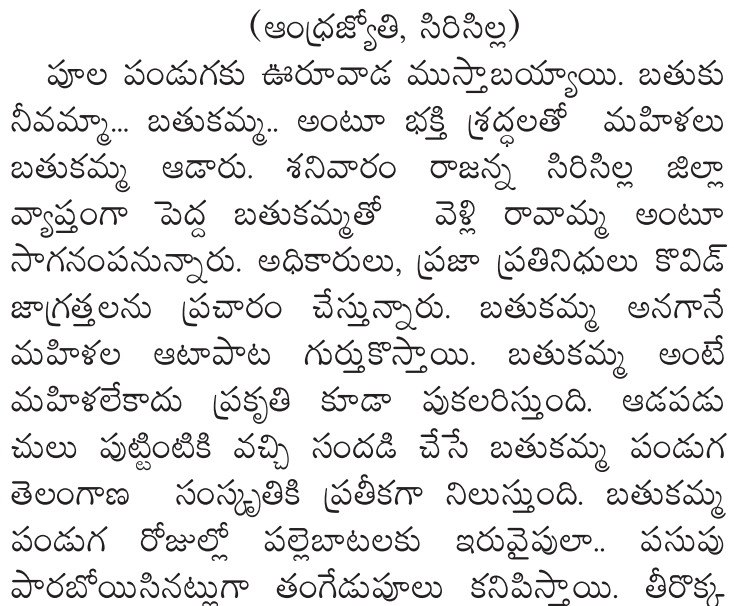 (ఆంధ్రజ్యోతి, సిరిసిల్ల)
పూల పండుగకు ఊరూవాడ ముస్తాబయ్యాయి. బతుకు
నీవమ్మా... బతుకమ్మ.. అంటూ భక్తి శ్రద్ధలతో మహిళలు
బతుకమ్మ ఆడారు. శనివారం రాజన్న సిరిసిల్ల జిల్లా
వ్యాప్తంగా పెద్ద బతుకమ్మతో వెళ్లి రావామ్మ అంటూ
సాగనంపనున్నారు. అధికారులు, ప్రజా ప్రతినిధులు కొవిడ్
జాగ్రత్తలను ప్రచారం చేస్తున్నారు. బతుకమ్మ అనగానే
మహిళల ఆటాపాట గుర్తుకొస్తాయి. బతుకమ్మ అంటే
మహిళలేకాదు ప్రకృతి కూడా పుకలరిస్తుంది. ఆడపడు
చులు పుట్టింటికి వచ్చి సందడి చేసే బతుకమ్మ పండుగ
తెలంగాణ సంస్కృతికి ప్రతీకగా నిలుస్తుంది. బతుకమ్మ
పండుగ రోజుల్లో పల్లెబాటలకు ఇరువైపులా.. పసుపు
పారబోయిసినట్లుగా తంగేడుపూలు కనిపిస్తాయి. తీరొక్క